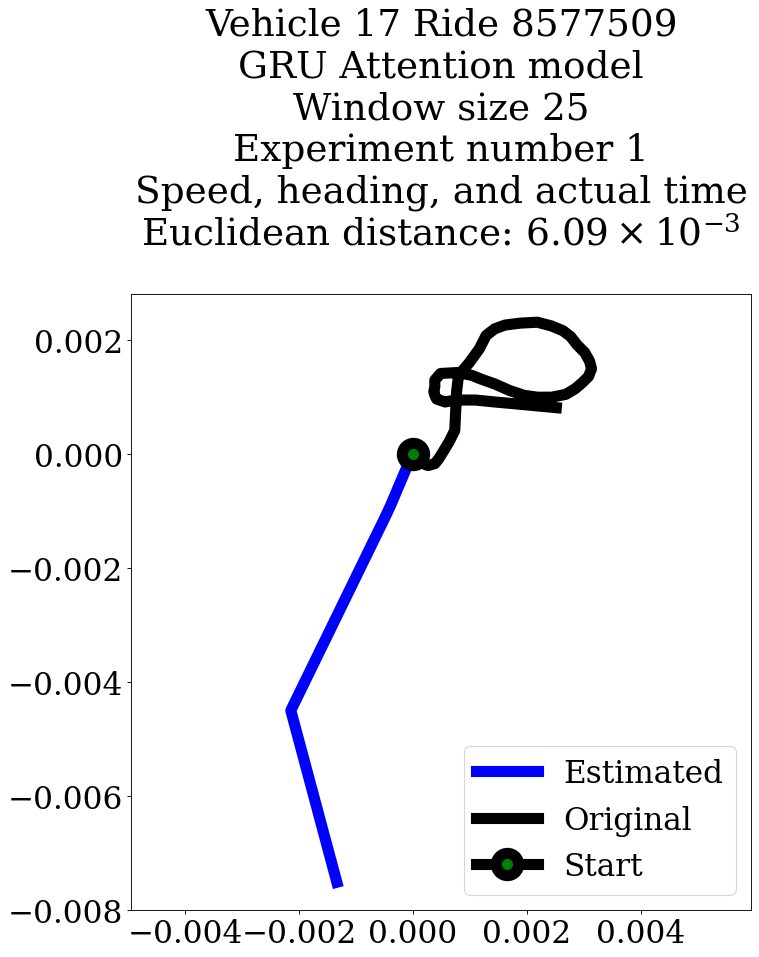 Vehicle 17 Ride 8577509
GRU Attention model
Window size 25
Experiment number 1
Speed, heading, and actual time
Euclidean distance: 6.09 × 10⁻³
0.002
0.000
−0.002
−0.004
−0.006
−0.008
Estimated
Original
Start
−0.004 −0.002 0.000 0.002 0.004